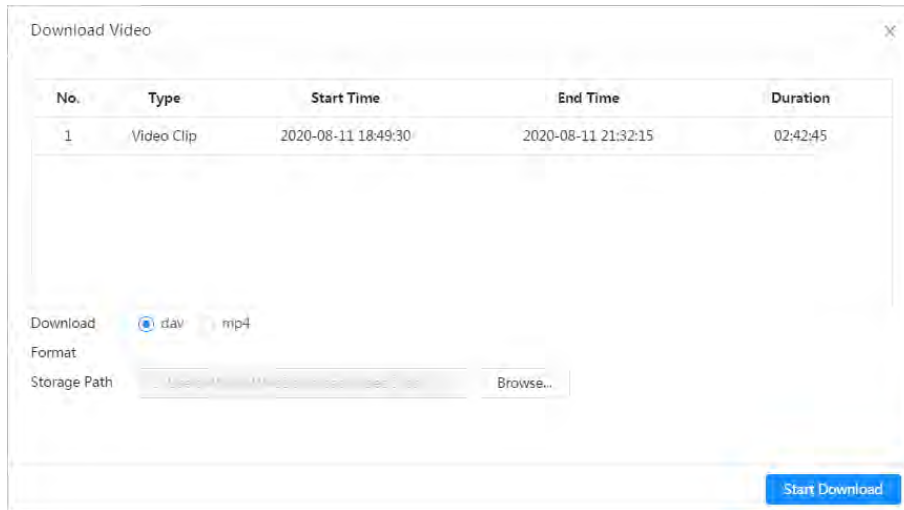 Download Video
No. Type Start Time End Time Duration
1 Video Clip 2020-08-11 18:49:30 2020-08-11 21:32:15 02:42:45
Download dav mp4
Format
Storage Path Browse...
Start Download